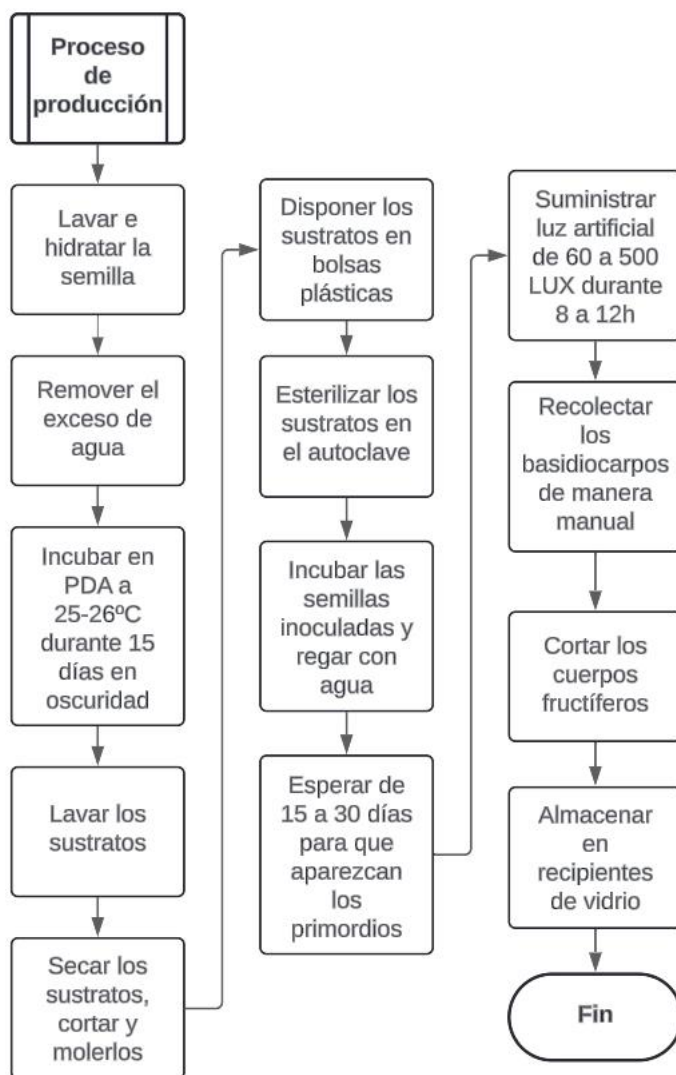 Proceso
de
producción
Lavar e
hidratar la
semilla
Remover el
exceso de
agua
Incubar en
PDA a
25-26ºC
durante 15
días en
oscuridad
Lavar los
sustratos
Secar los
sustratos,
cortar y
molerlos
Disponer los
sustratos en
bolsas
plásticas
Esterilizar los
sustratos en
el autoclave
Incubar las
semillas
inoculadas y
regar con
agua
Esperar de
15 a 30 días
para que
aparezcan
los
primordios
Suministrar
luz artificial
de 60 a 500
LUX durante
8 a 12h
Recolectar
los
basidiocarpos
de manera
manual
Cortar los
cuerpos
fructíferos
Almacenar
en
recipientes
de vidrio
Fin